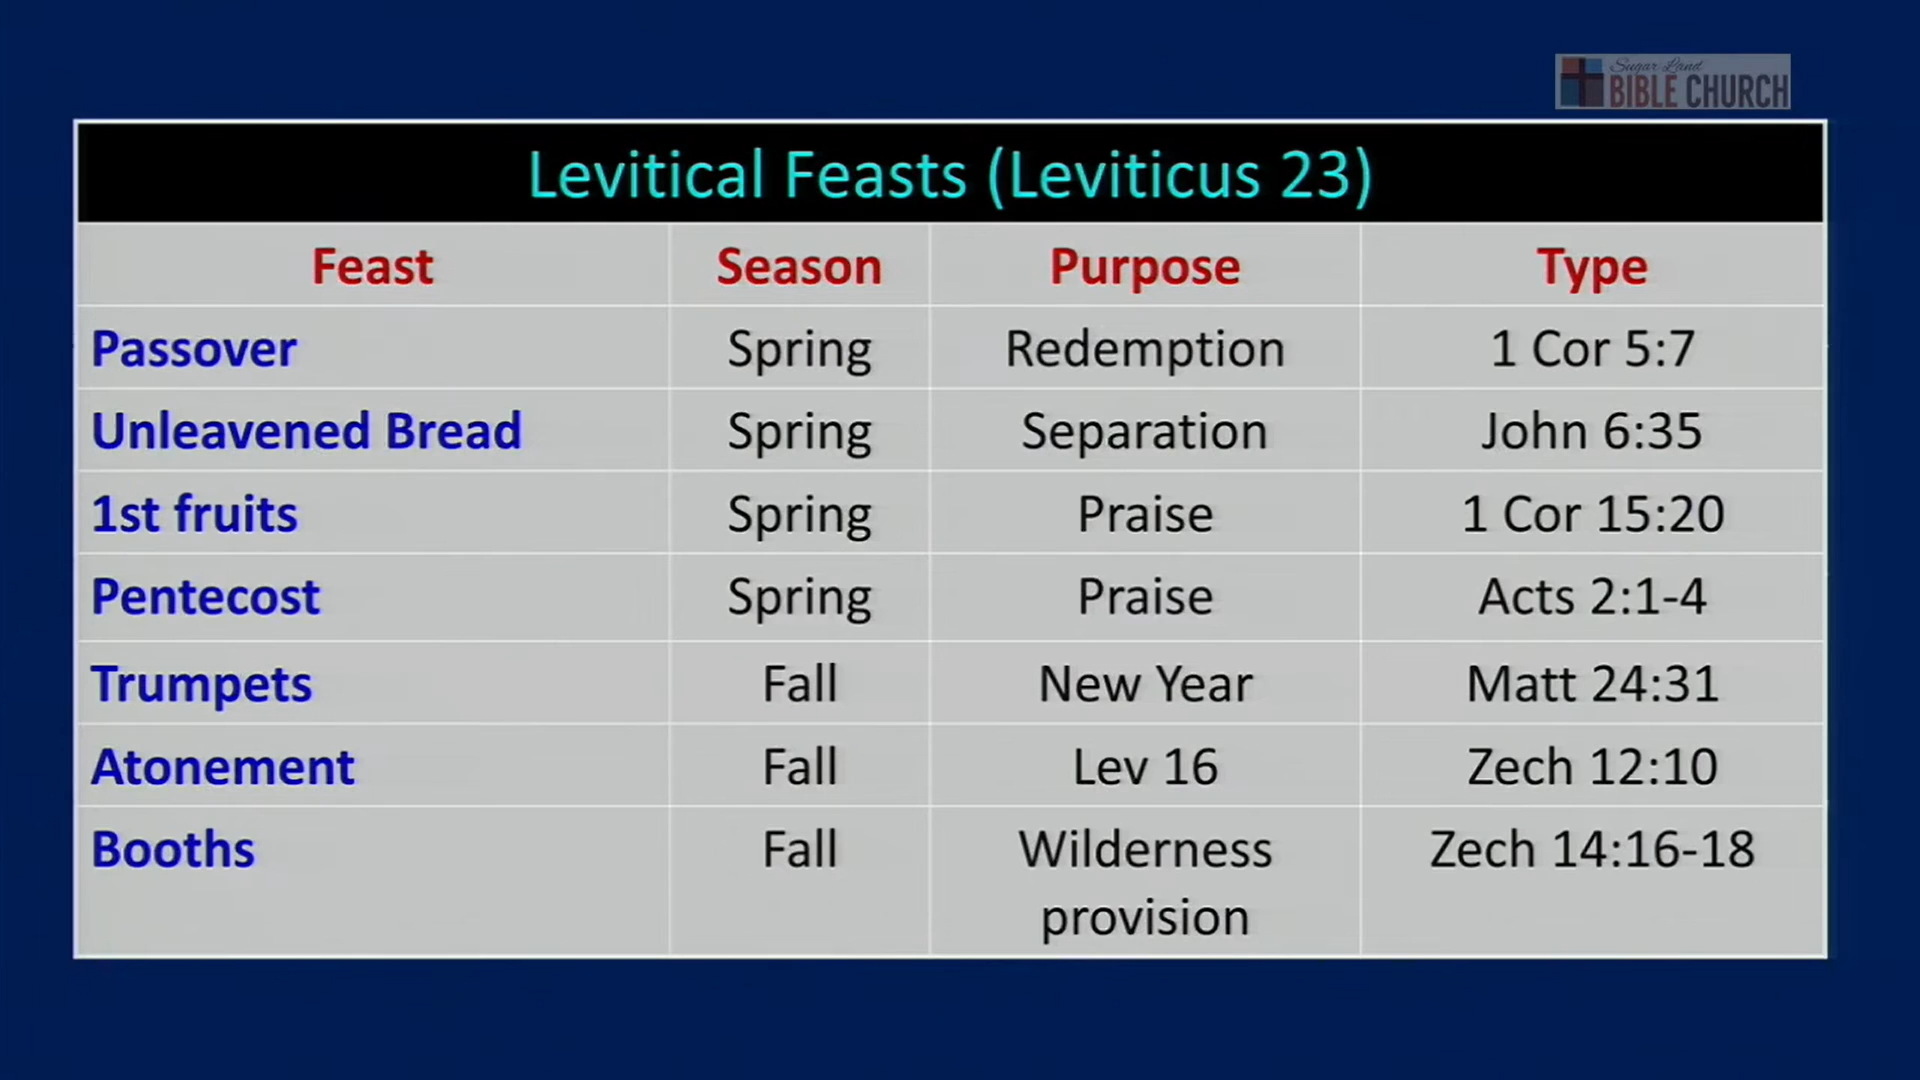 Sugar Land
BIBLE CHURCH
Levitical Feasts (Leviticus 23)
Feast Season Purpose Type
Passover Spring Redemption 1 Cor 5:7
Unleavened Bread Spring Separation John 6:35
1st fruits Spring Praise 1 Cor 15:20
Pentecost Spring Praise Acts 2:1-4
Trumpets Fall New Year Matt 24:31
Atonement Fall Lev 16 Zech 12:10
Booths Fall Wilderness Zech 14:16-18
provision